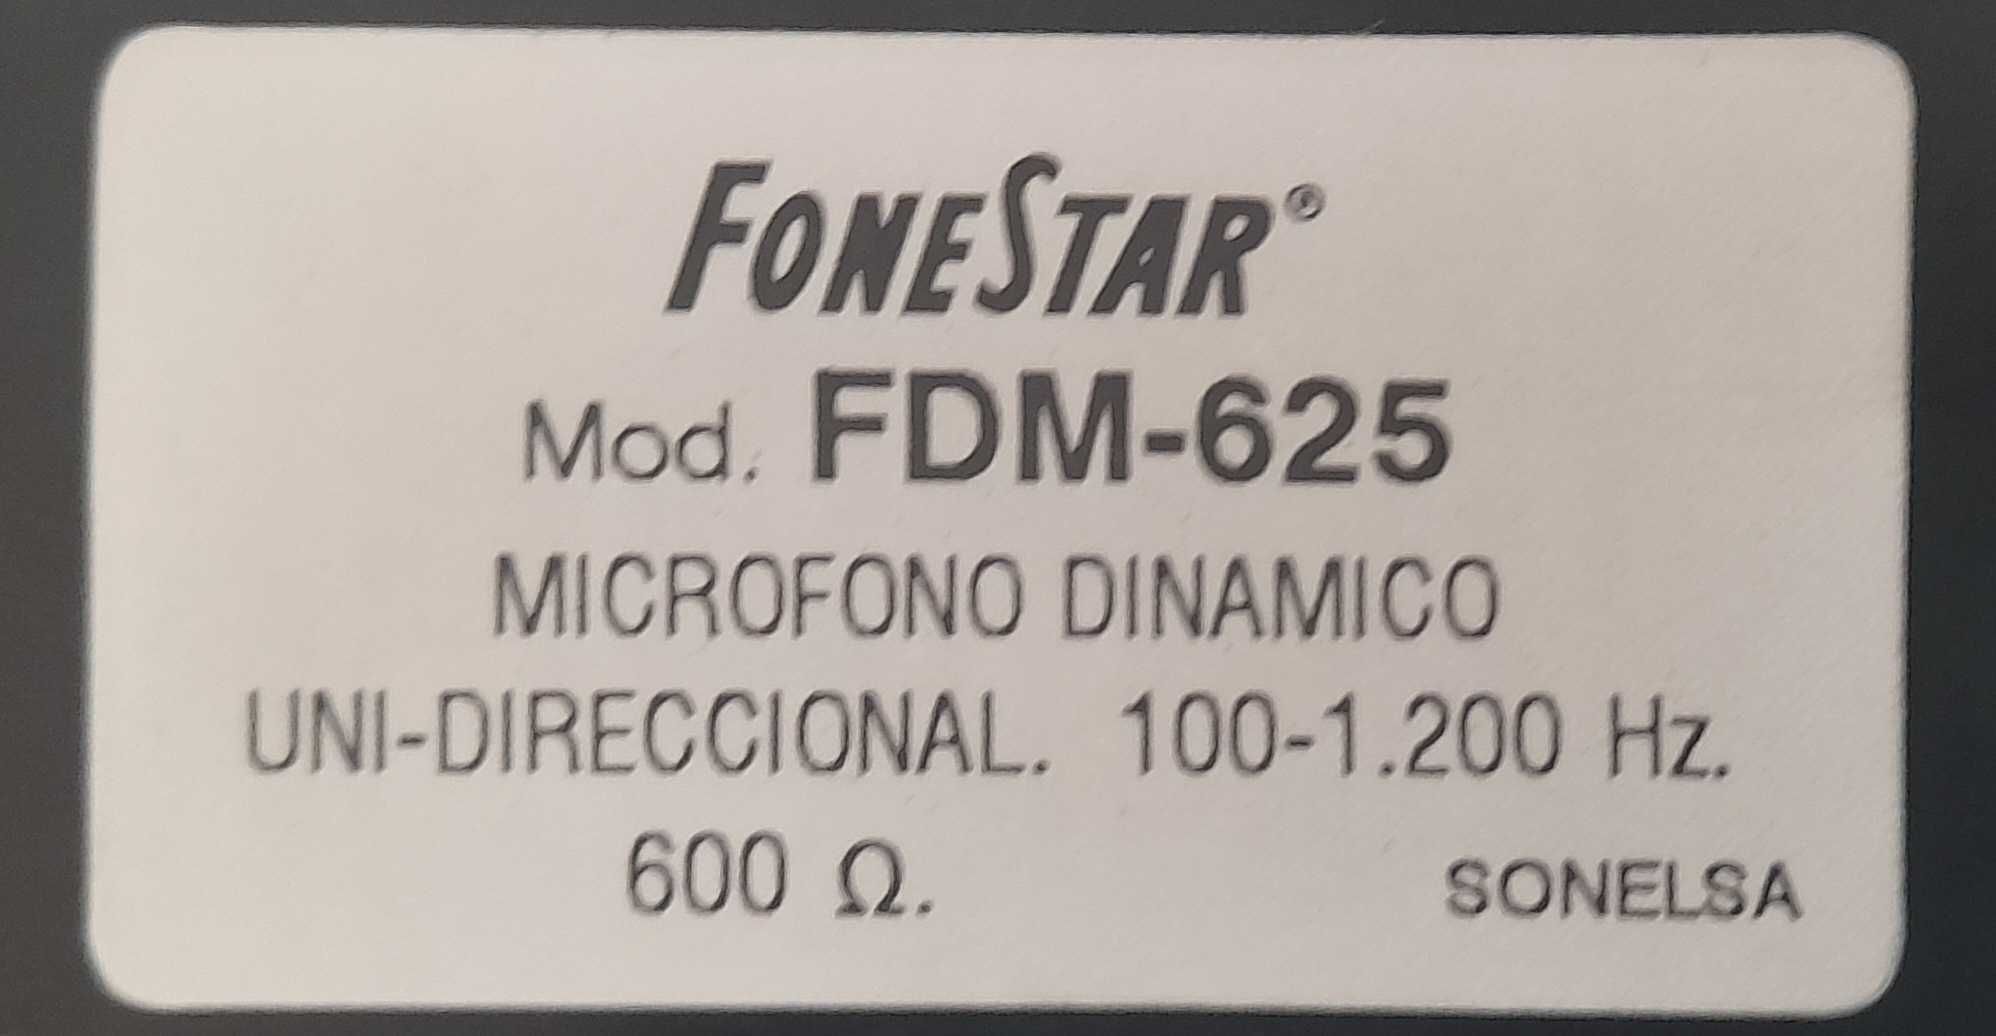 FONESTAR®
Mod. FDM-625
MICROFONO DINAMICO
UNI-DIRECCIONAL. 100-1.200 Hz.
600 Ω. SONELSA